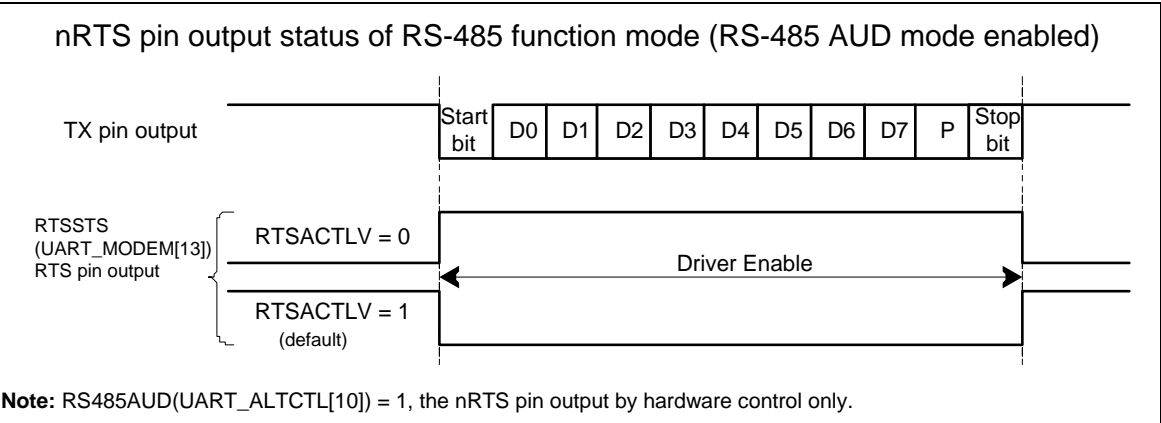 nRTS pin output status of RS-485 function mode (RS-485 AUD mode enabled)
TX pin output
Start bit D0 D1 D2 D3 D4 D5 D6 D7 P Stop bit
RTSSTS
(UART_MODEM[13])
RTS pin output
RTSACTLV = 0
Driver Enable
RTSACTLV = 1
(default)
Note: RS485AUD(UART_ALTCTL[10]) = 1, the nRTS pin output by hardware control only.